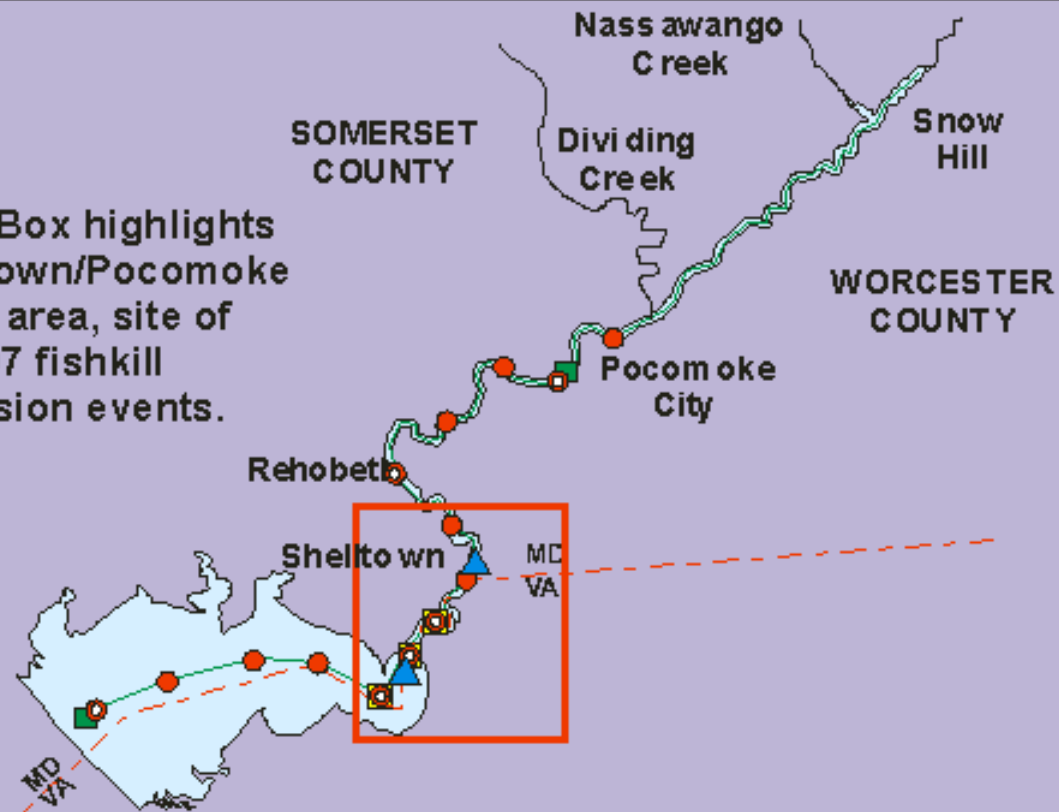 Nassawango
Creek
Snow
Hill
SOMERSET
COUNTY
Dividing
Creek
Box highlights
own/Pocomoke
area, site of
7 fishkill
sion events.
WORCESTER
COUNTY
Pocomoke
City
Rehobeth
Shelltown
MD
VA
MD
VA